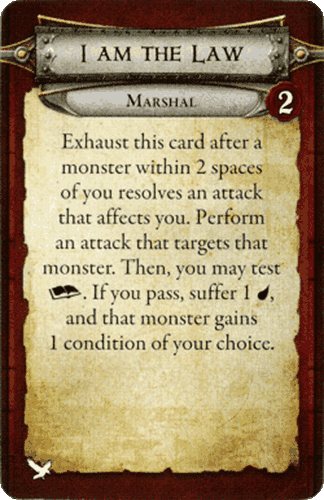 I am the Law
Marshal
2
Exhaust this card after a
monster within 2 spaces
of you resolves an attack
that affects you. Perform
an attack that targets that
monster. Then, you may test
. If you pass, suffer 1 ,
and that monster gains
1 condition of your choice.